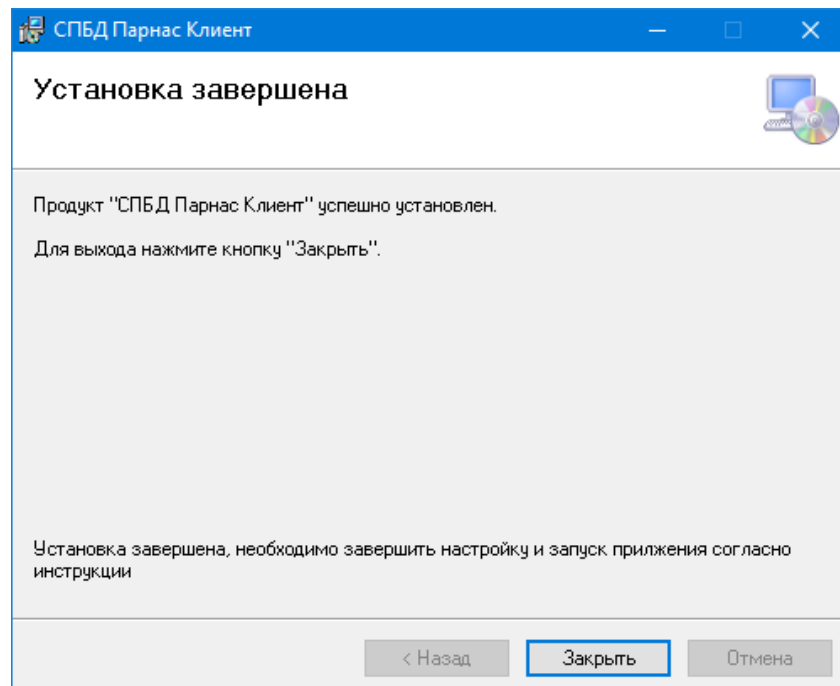 СПБД Парнас Клиент
Установка завершена
Продукт "СПБД Парнас Клиент" успешно установлен.
Для выхода нажмите кнопку "Закрыть".
Установка завершена, необходимо завершить настройку и запуск прилжения согласно
инструкции
< Назад
Закрыть
Отмена